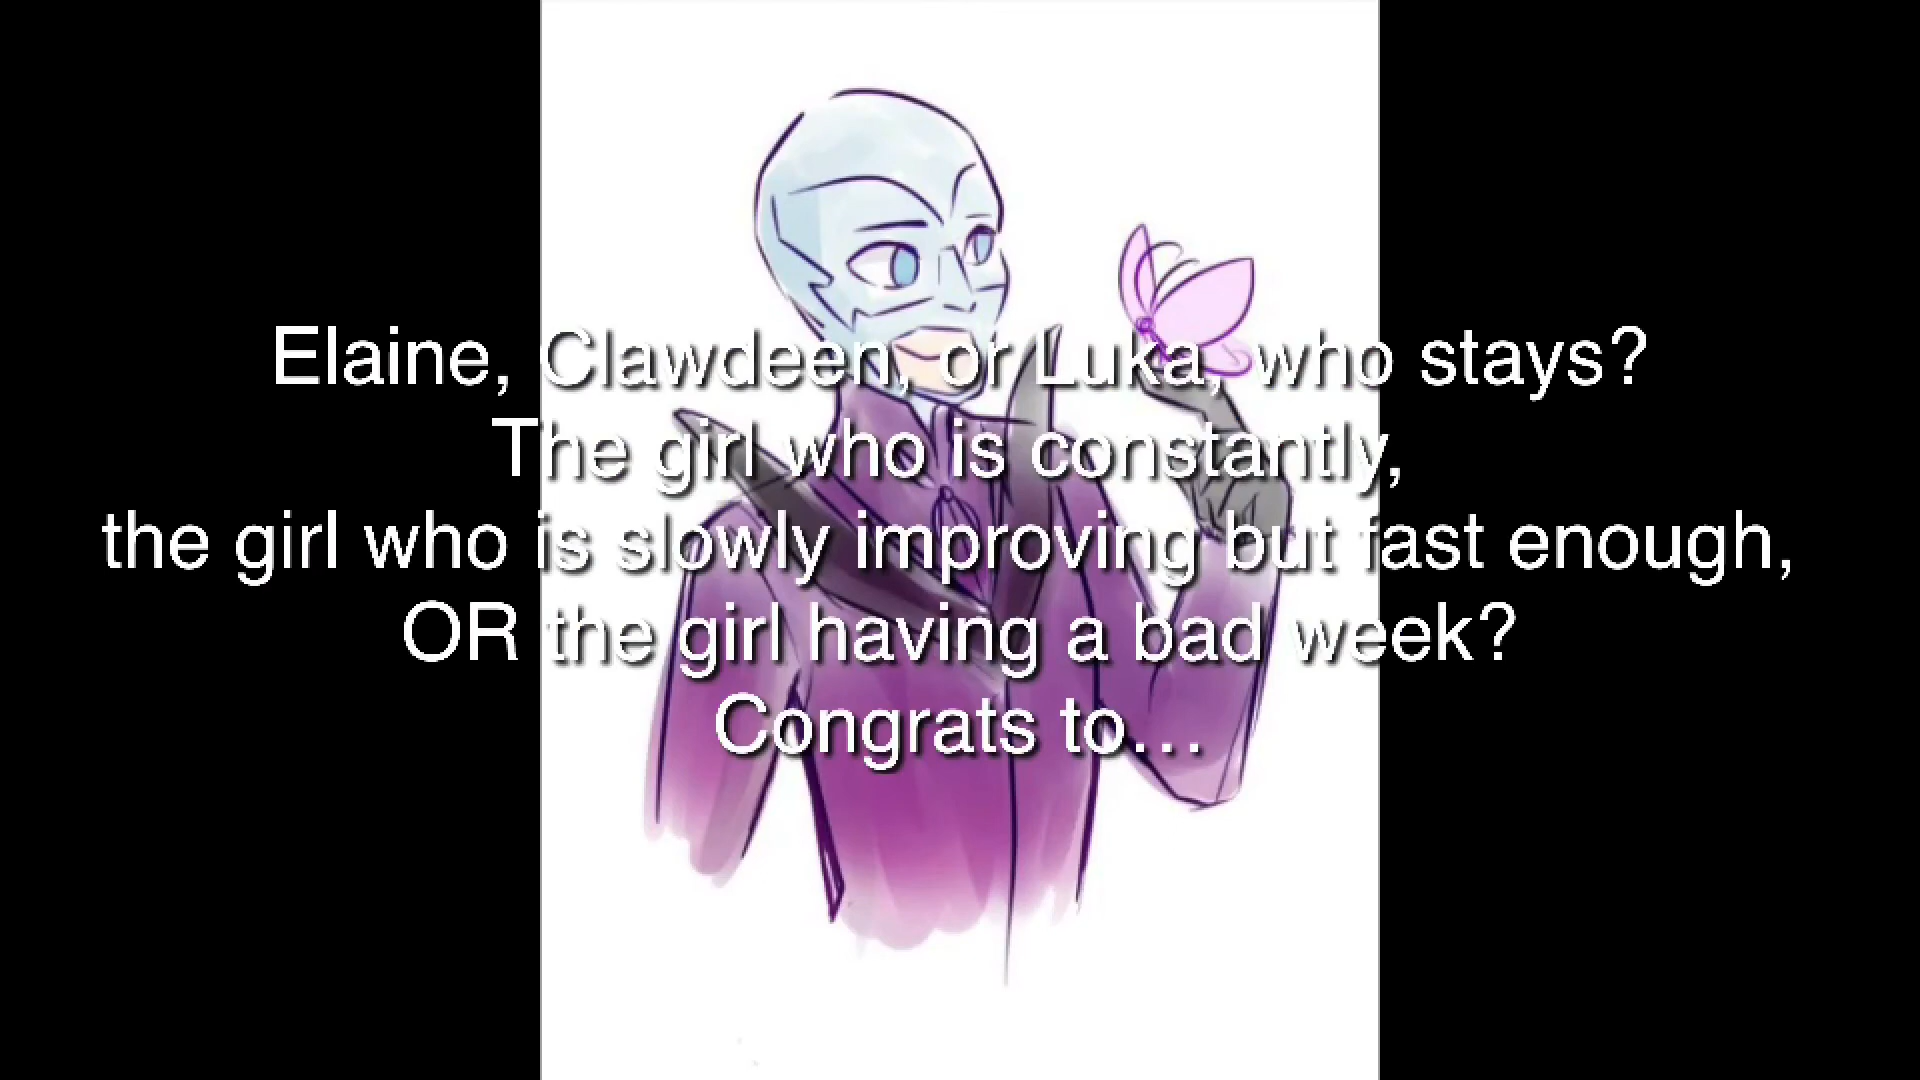 Elaine, Clawdeen, or Luka, who stays?
The girl who is constantly,
the girl who is slowly improving but fast enough,
OR the girl having a bad week?
Congrats to...